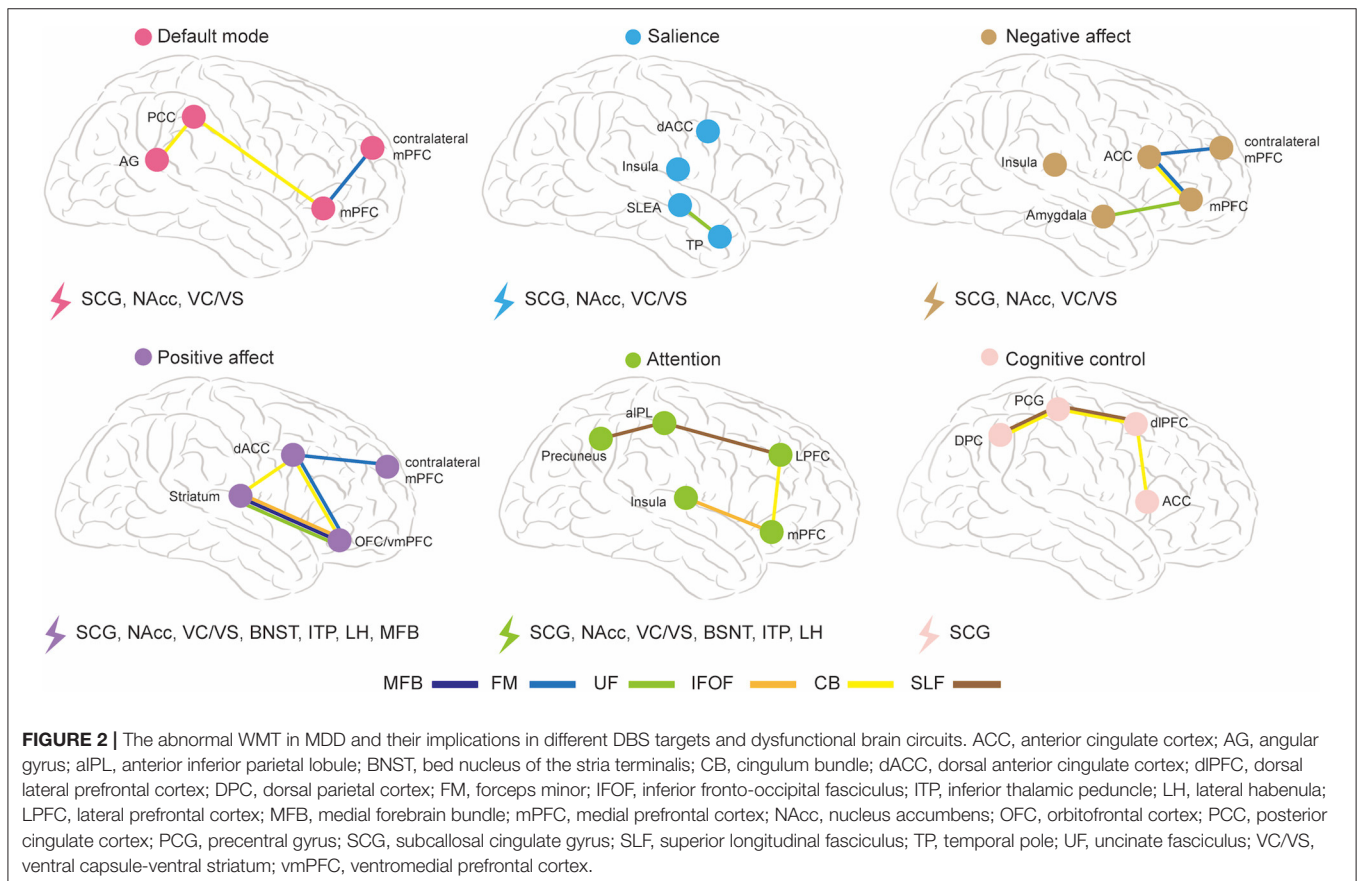 Default mode
PCC
AG
contralateral
mPFC
mPFC
SCG, NAcc, VC/VS
Salience
dACC
Insula
SLEA
TP
SCG, NAcc, VC/VS
Negative affect
Insula
ACC
contralateral
mPFC
Amygdala
mPFC
SCG, NAcc, VC/VS
Positive affect
dACC
contralateral
mPFC
Striatum
OFC/vmPFC
SCG, NAcc, VC/VS, BNST, ITP, LH, MFB
Attention
aIPL
Precuneus
LPFC
Insula
mPFC
SCG, NAcc, VC/VS, BSNT, ITP, LH
Cognitive control
PCG
dlPFC
DPC
ACC
SCG
MFB FM UF IFOF CB SLF
FIGURE 2 | The abnormal WMT in MDD and their implications in different DBS targets and dysfunctional brain circuits. ACC, anterior cingulate cortex; AG, angular
gyrus; aIPL, anterior inferior parietal lobule; BNST, bed nucleus of the stria terminalis; CB, cingulum bundle; dACC, dorsal anterior cingulate cortex; dlPFC, dorsal
lateral prefrontal cortex; DPC, dorsal parietal cortex; FM, forceps minor; IFOF, inferior fronto-occipital fasciculus; ITP, inferior thalamic peduncle; LH, lateral habenula;
LPFC, lateral prefrontal cortex; MFB, medial forebrain bundle; mPFC, medial prefrontal cortex; NAcc, nucleus accumbens; OFC, orbitofrontal cortex; PCC, posterior
cingulate cortex; PCG, precentral gyrus; SCG, subcallosal cingulate gyrus; SLF, superior longitudinal fasciculus; TP, temporal pole; UF, uncinate fasciculus; VC/VS,
ventral capsule-ventral striatum; vmPFC, ventromedial prefrontal cortex.